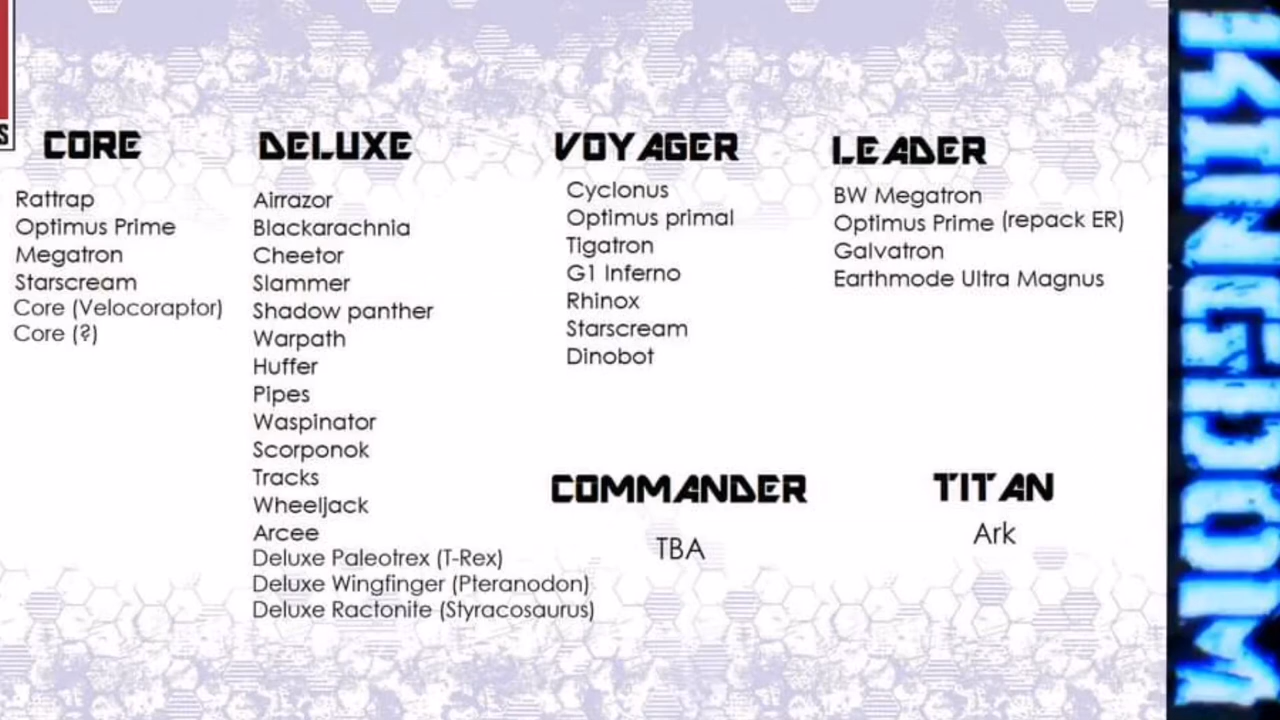 S
CORE
Rattrap
Optimus Prime
Megatron
Starscream
Core (Velocoraptor)
Core (?)
DELUXE
Airrazor
Blackarachnia
Cheetor
Slammer
Shadow panther
Warpath
Huffer
Pipes
Waspinator
Scorponok
Tracks
Wheeljack
Arcee
Deluxe Paleotrex (T-Rex)
Deluxe Wingfinger (Pteranodon)
Deluxe Ractonite (Styracosaurus)
VOYAGER
Cyclonus
Optimus primal
Tigatron
G1 Inferno
Rhinox
Starscream
Dinobot
LEADER
BW Megatron
Optimus Prime (repack ER)
Galvatron
Earthmode Ultra Magnus
COMMANDER
TBA
TITAN
Ark
KINGDOM